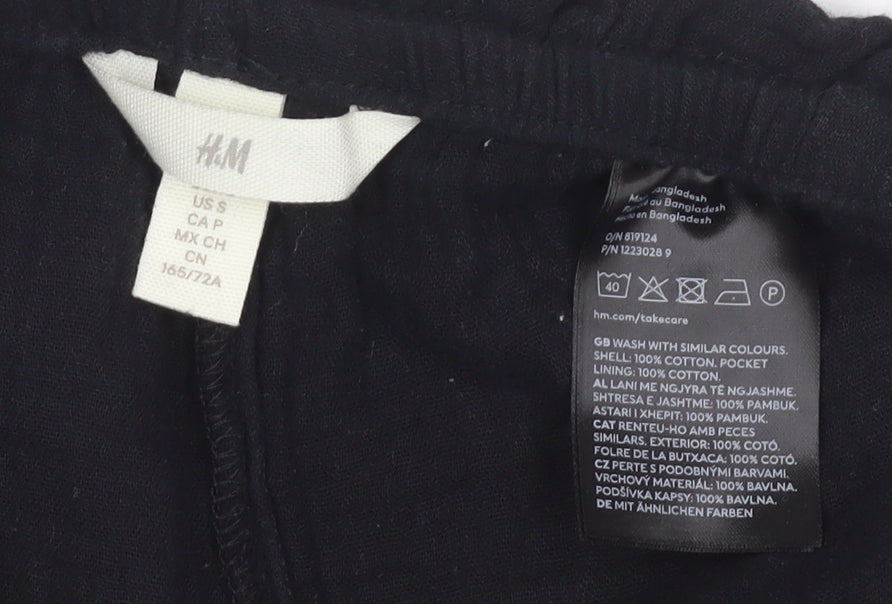 H&M
US S
CA P
MX CH
CN
165/72A
Bangladesh
au Bangladesh
en Bangladesh
O/N 819124
P/N 1223028 9
40
P
hm.com/takecare
GB WASH WITH SIMILAR COLOURS.
SHELL: 100% COTTON. POCKET
LINING: 100% COTTON.
AL LANI ME NGJYRA TË NGJASHME.
SHTRESA E JASHTME: 100% PAMBUK.
ASTARI I XHEPIT: 100% PAMBUK.
CAT RENTEU-HO AMB PECES
SIMILARS. EXTERIOR: 100% COTÓ.
FOLRE DE LA BUTXACA: 100% COTÓ.
CZ PERTE S PODOBNÝMI BARVAMI.
VRCHOVÝ MATERIÁL: 100% BAVLNA.
PODŠÍVKA KAPSY: 100% BAVLNA.
DE MIT ÄHNLICHEN FARBEN